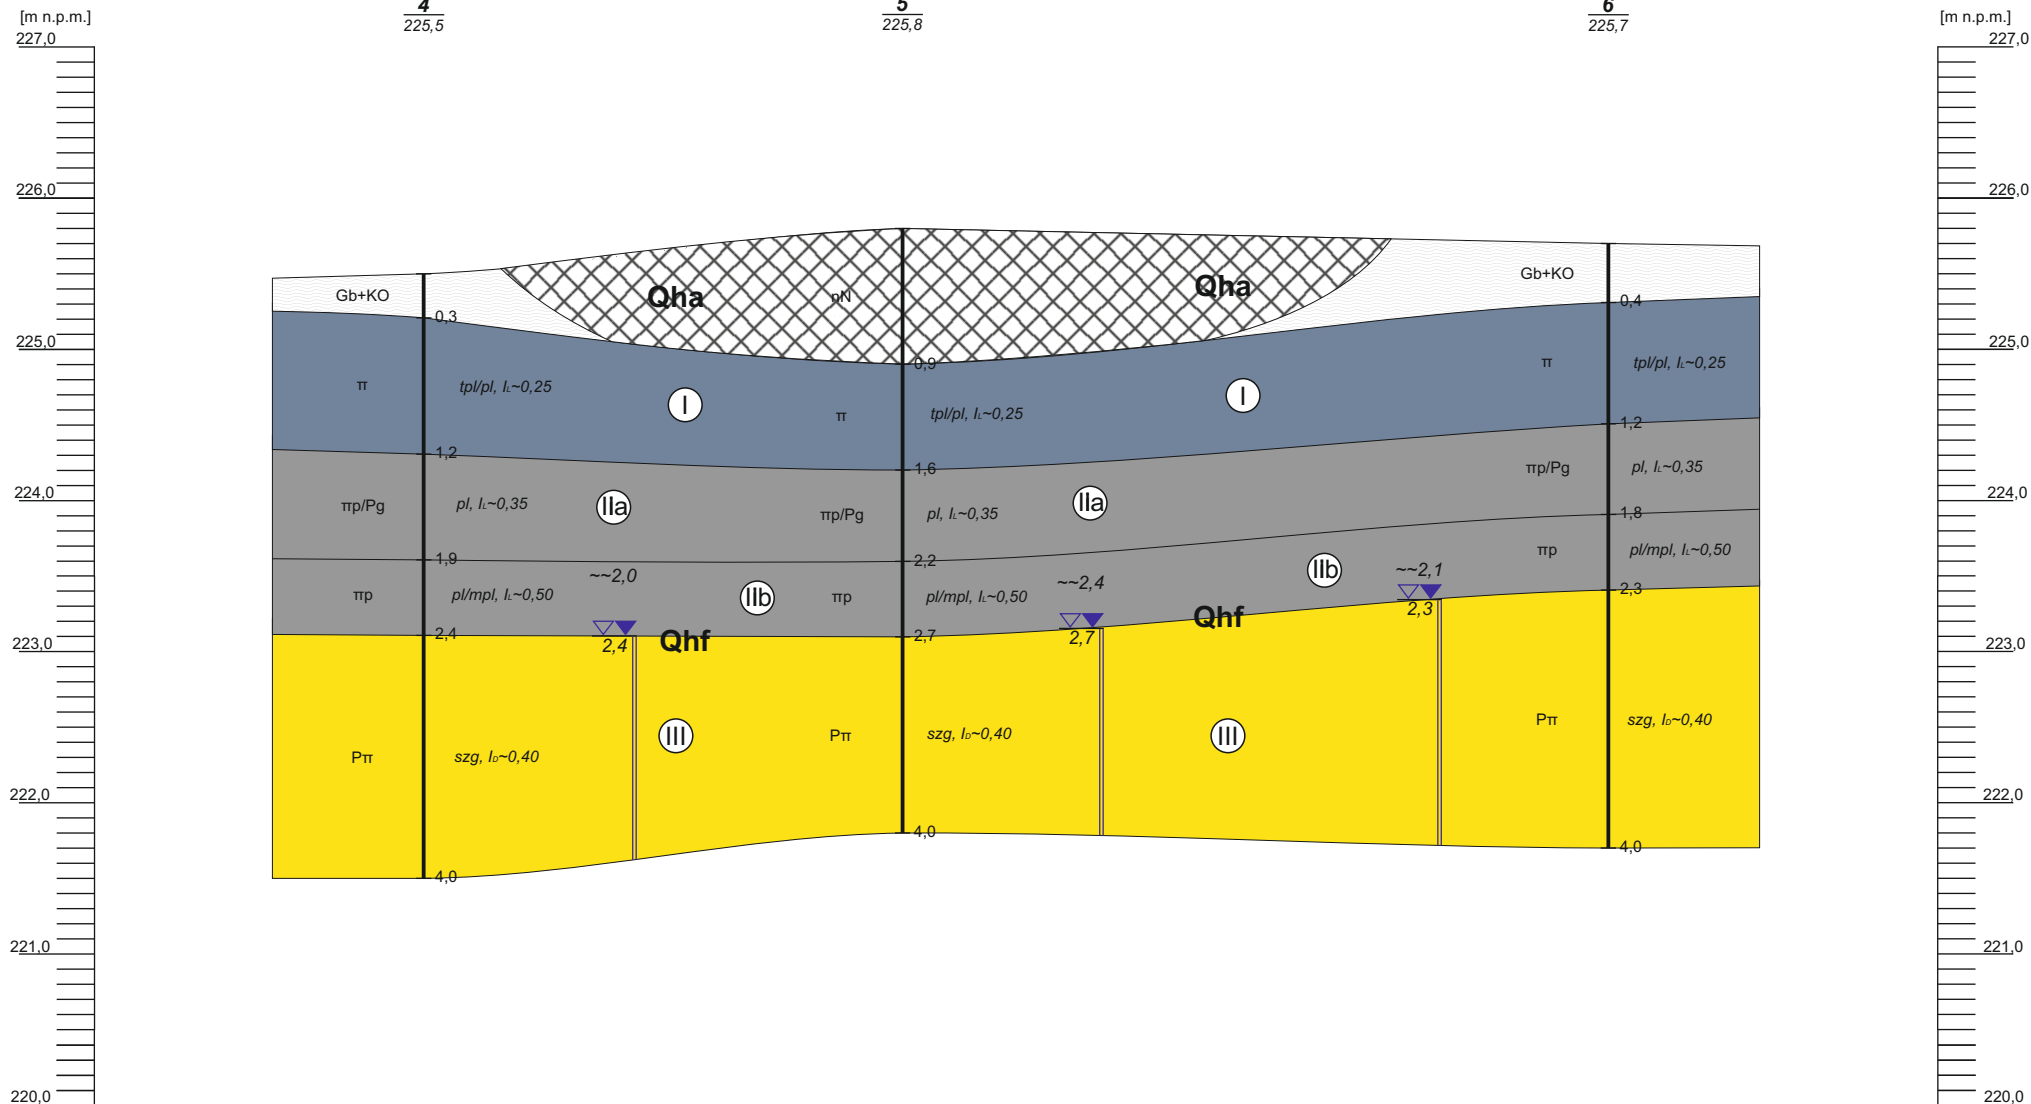 [m n.p.m.] 4 5 6 [m n.p.m.]
225,5 225,8 225,7
227,0 227,0
226,0 226,0
Gb+KO Qha nN Qha Gb+KO
0,3 0,4
225,0 225,0
0,9
π tpl/pl, IL~0,25 I π tpl/pl, IL~0,25 I π tpl/pl, IL~0,25
1,2 1,6 1,2
224,0 224,0
πp/Pg pl, IL~0,35 IIa πp/Pg pl, IL~0,35 IIa πp/Pg pl, IL~0,35
1,9 2,2 1,8
πp pl/mpl, IL~0,50 ~~2,0 IIb πp pl/mpl, IL~0,50 ~~2,4 IIb ~~2,1 πp pl/mpl, IL~0,50
2,4 2,4 Qhf 2,7 2,7 Qhf 2,3 2,3
223,0 223,0
Pπ szg, ID~0,40 III Pπ szg, ID~0,40 III Pπ szg, ID~0,40
222,0 222,0
4,0 4,0 4,0
221,0 221,0
220,0 220,0